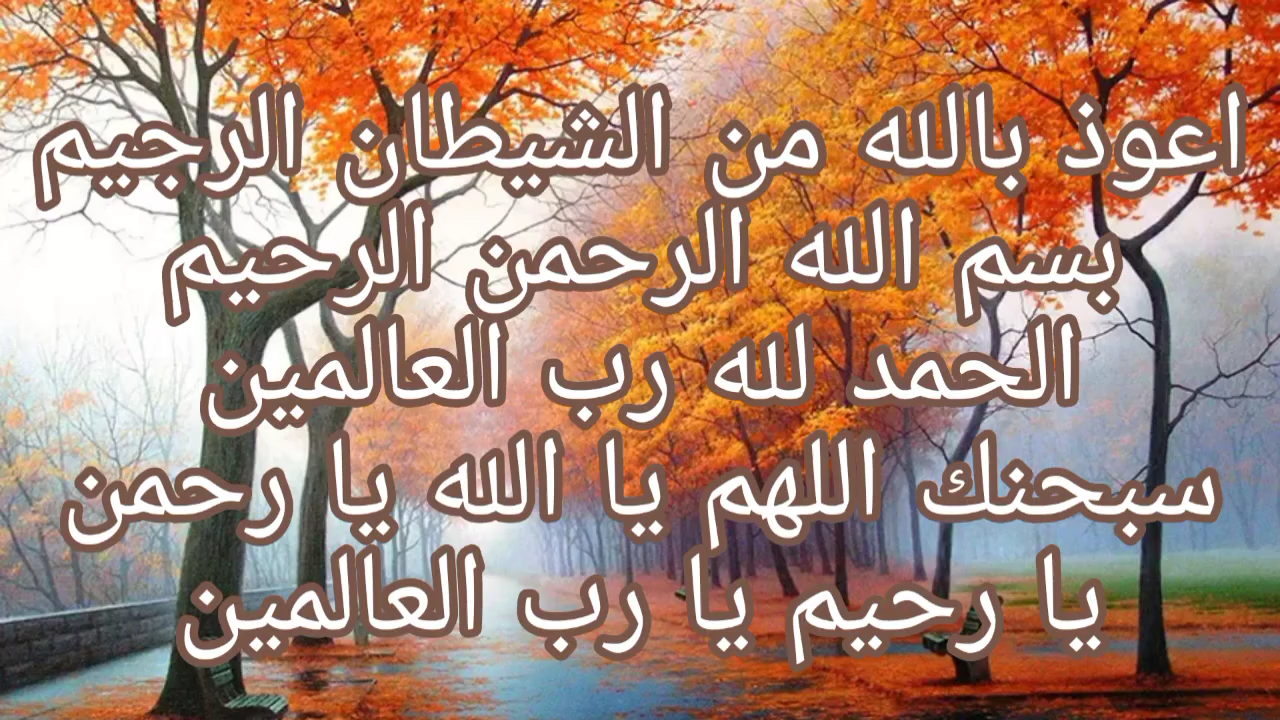 اعوذ بالله من الشيطان الرجيم
بسم الله الرحمن الرحيم
الحمد لله رب العالمين
سبحنك اللهم يا الله يا رحمن
يا رحيم يا رب العالمين